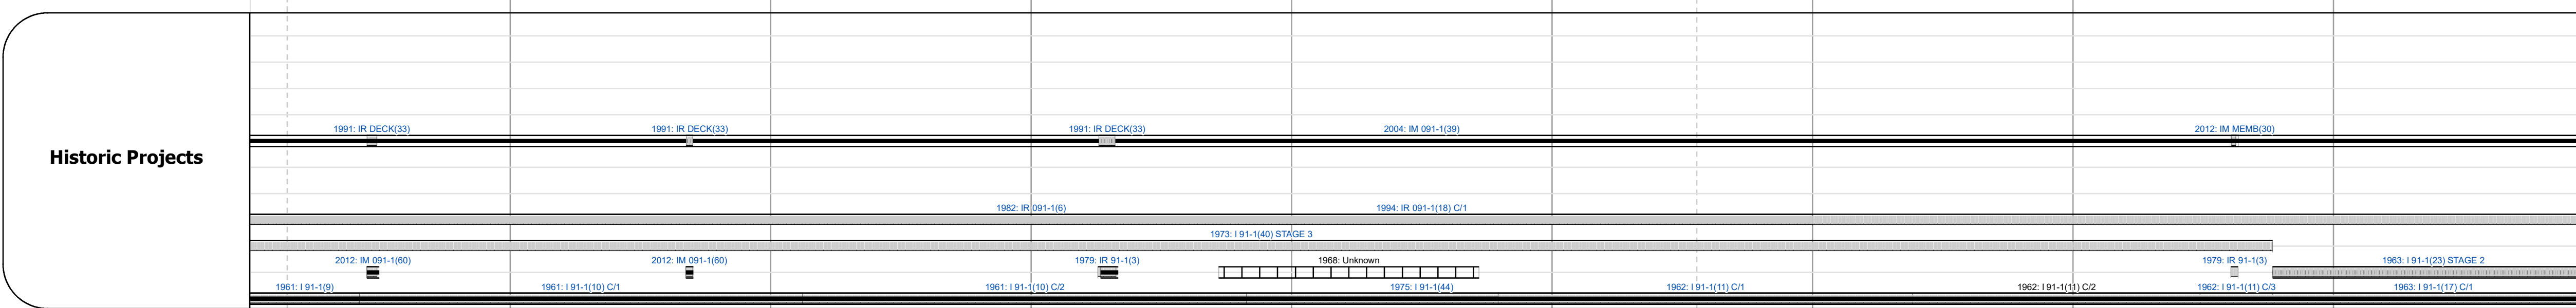 1991: IR DECK(33) 1991: IR DECK(33) 1991: IR DECK(33) 2004: IM 091-1(39) 2012: IM MEMB(30)
Historic Projects
1982: IR 091-1(6) 1994: IR 091-1(18) C/1
1973: I 91-1(40) STAGE 3
2012: IM 091-1(60) 2012: IM 091-1(60) 1979: IR 91-1(3) 1968: Unknown 1979: IR 91-1(3) 1963: I 91-1(23) STAGE 2
1961: I 91-1(9) 1961: I 91-1(10) C/1 1961: I 91-1(10) C/2 1975: I 91-1(44) 1962: I 91-1(11) C/1 1962: I 91-1(11) C/2 1962: I 91-1(11) C/3 1963: I 91-1(17) C/1